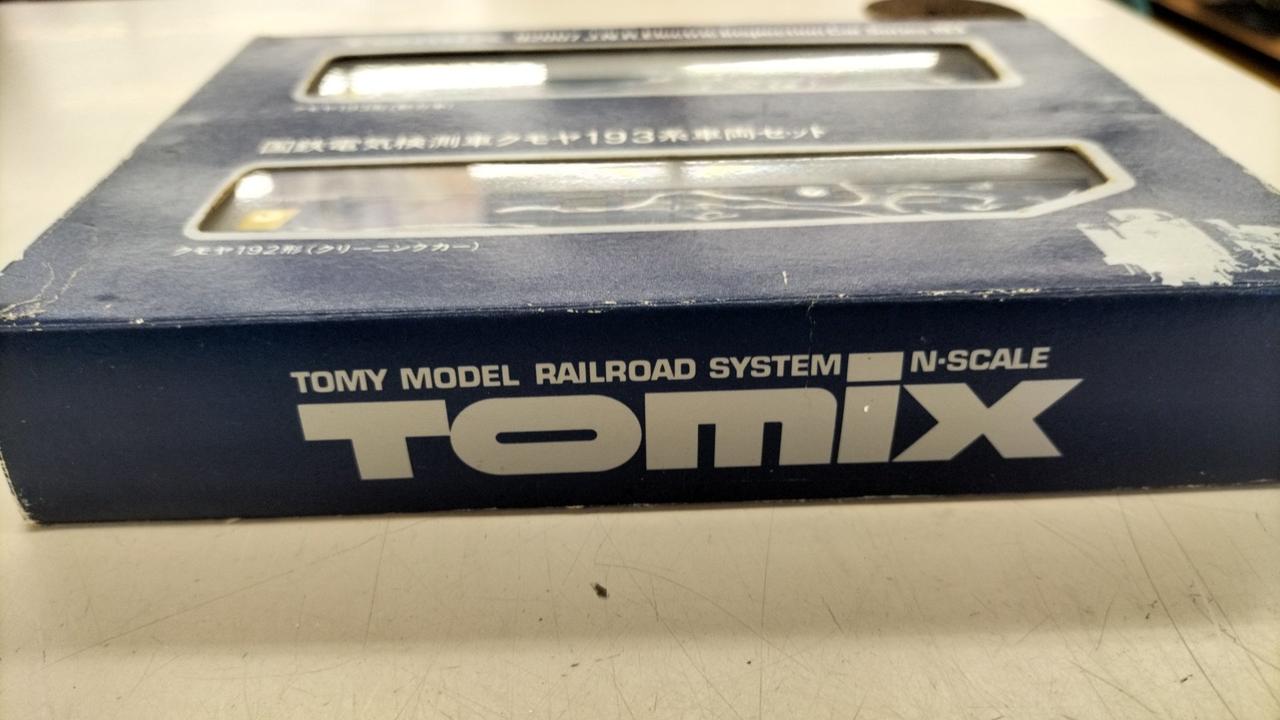 国鉄電気検測車クモヤ193系車両セット
クモヤ192形(クリーニングカー)
TOMY MODEL RAILROAD SYSTEM N-SCALE
TOMIX